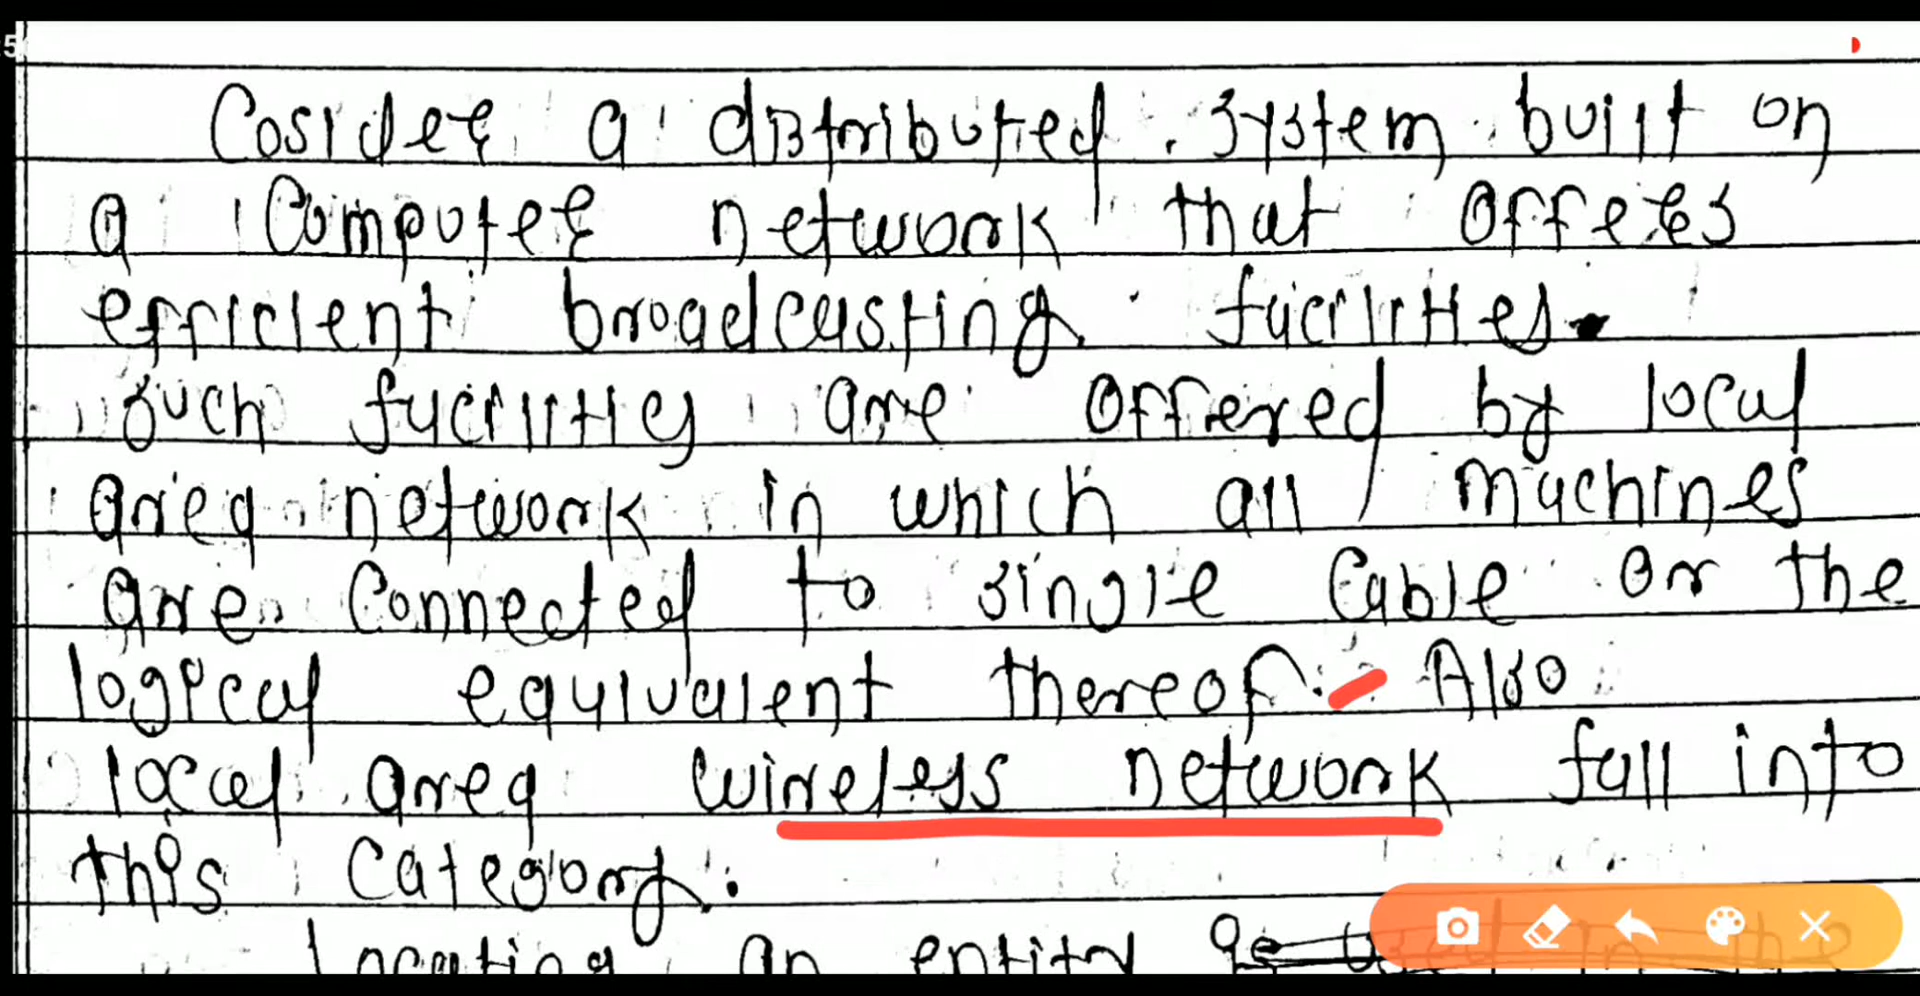 Cosider a distributed system built on
a Computer network that offers
efficient broadcasting facilities.
such facilities are offered by local
area network in which all machines
are connected to single Cable or the
logical equivalent thereof. Also
local area wireless network fall into
this category.
Locating an entity